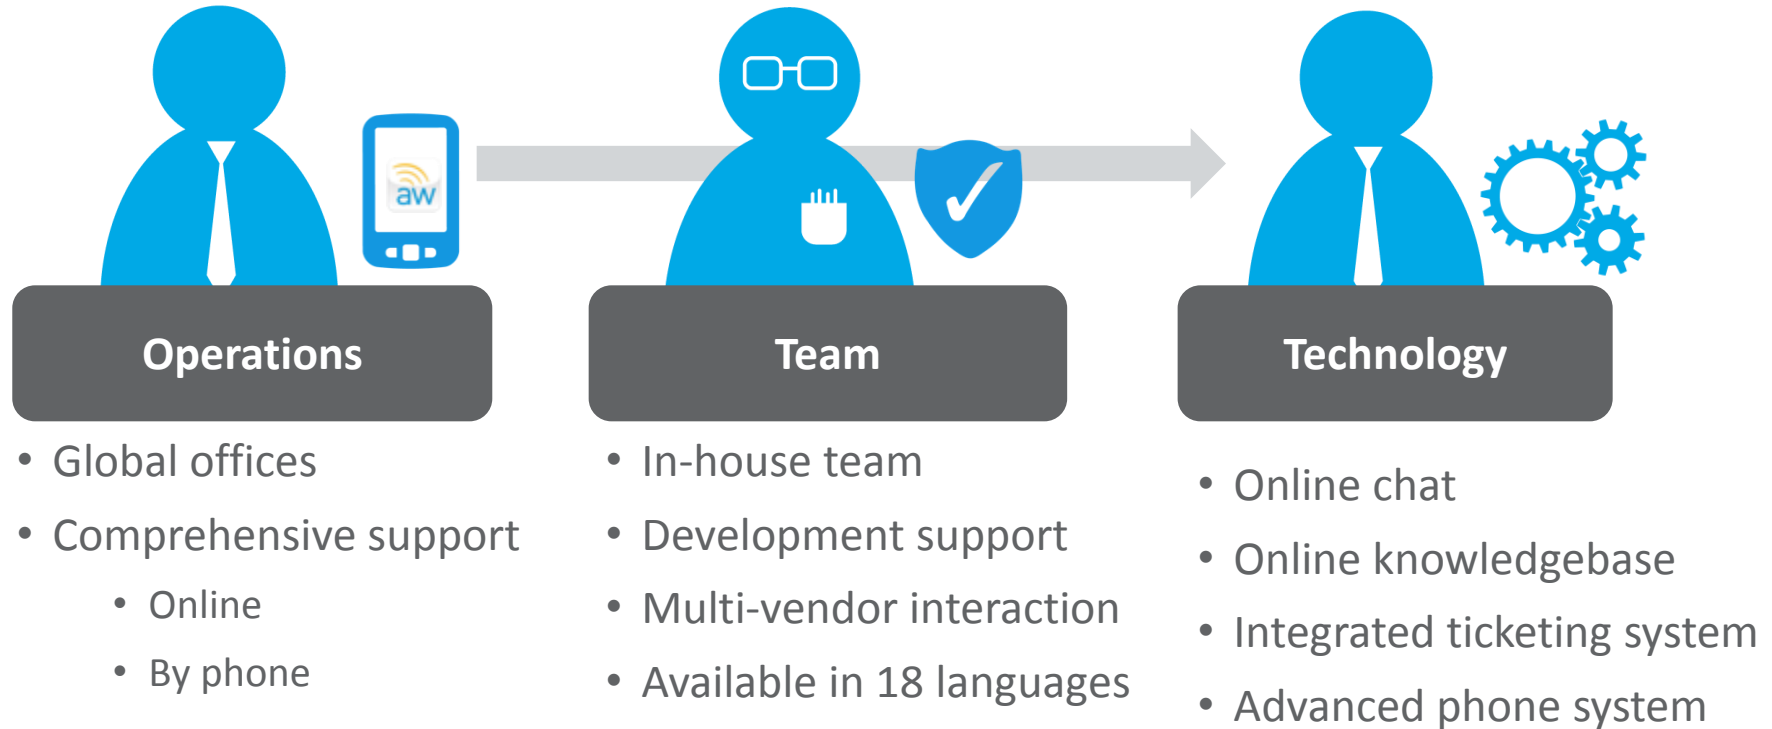 aw
Operations
Team
Technology
• Global offices
• Comprehensive support
• Online
• By phone
• In-house team
• Development support
• Multi-vendor interaction
• Available in 18 languages
• Online chat
• Online knowledgebase
• Integrated ticketing system
• Advanced phone system